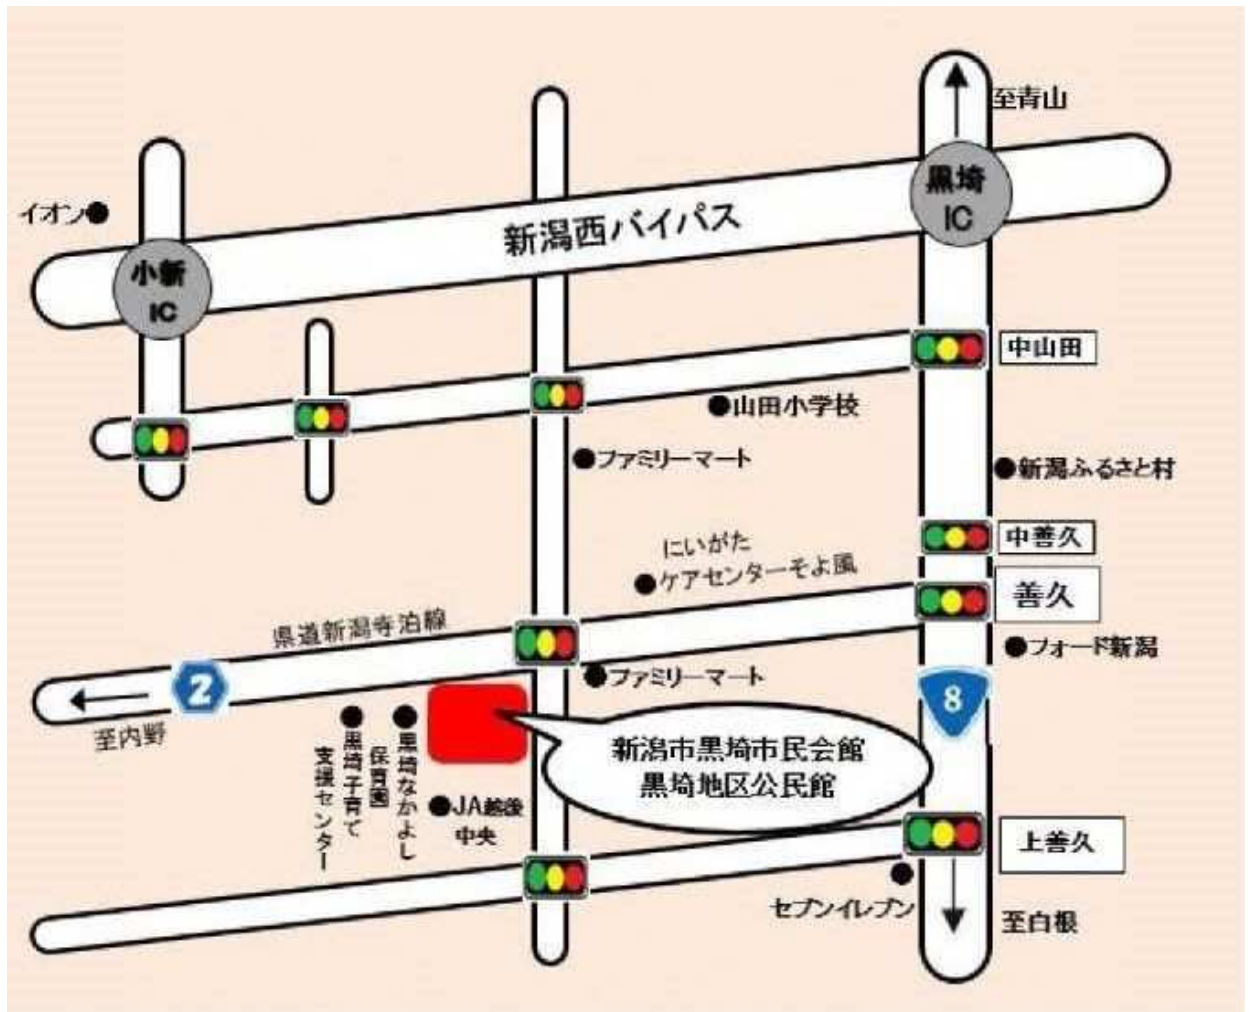 至青山
黒埼
IC
イオン
新潟西バイパス
小新
IC
中山田
山田小学校
ファミリーマート
新潟ふるさと村
中善久
にいがた
ケアセンターそよ風
善久
県道新潟寺泊線
フォード新潟
2
ファミリーマート
8
至内野
新潟市黒埼市民会館
黒埼地区公民館
黒埼なかよし
保育園
黒埼子育て
支援センター
JA越後
中央
上善久
セブンイレブン
至白根